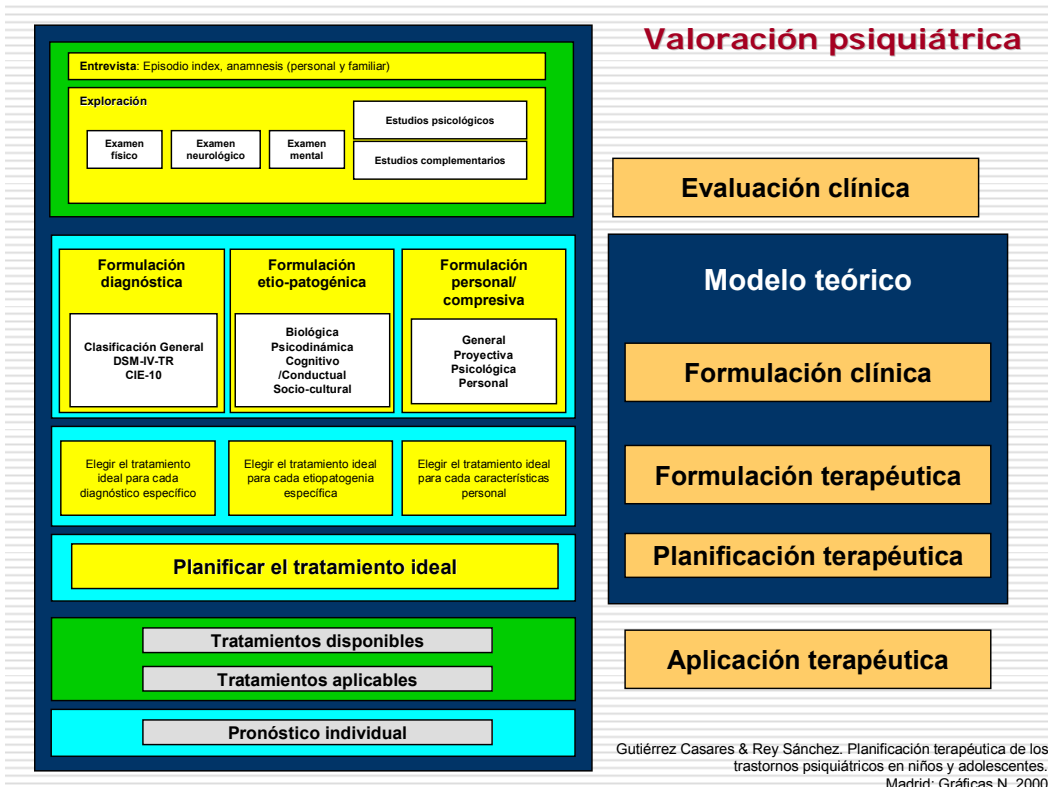 Valoración psiquiátrica
Entrevista: Episodio index, anamnesis (personal y familiar)
Exploración
Examen
físico
Examen
neurológico
Examen
mental
Estudios psicológicos
Estudios complementarios
Evaluación clínica
Formulación
diagnóstica
Clasificación General
DSM-IV-TR
CIE-10
Formulación
etio-patogénica
Biológica
Psicodinámica
Cognitivo
/Conductual
Socio-cultural
Formulación
personal/
compresiva
General
Proyectiva
Psicológica
Personal
Modelo teórico
Formulación clínica
Elegir el tratamiento
ideal para cada
diagnóstico específico
Elegir el tratamiento ideal
para cada etiopatogenia
específica
Elegir el tratamiento ideal
para cada características
personal
Formulación terapéutica
Planificar el tratamiento ideal
Planificación terapéutica
Tratamientos disponibles
Tratamientos aplicables
Aplicación terapéutica
Pronóstico individual
Gutiérrez Casares & Rey Sánchez. Planificación terapéutica de los
trastornos psiquiátricos en niños y adolescentes.
Madrid: Gráficas N, 2000